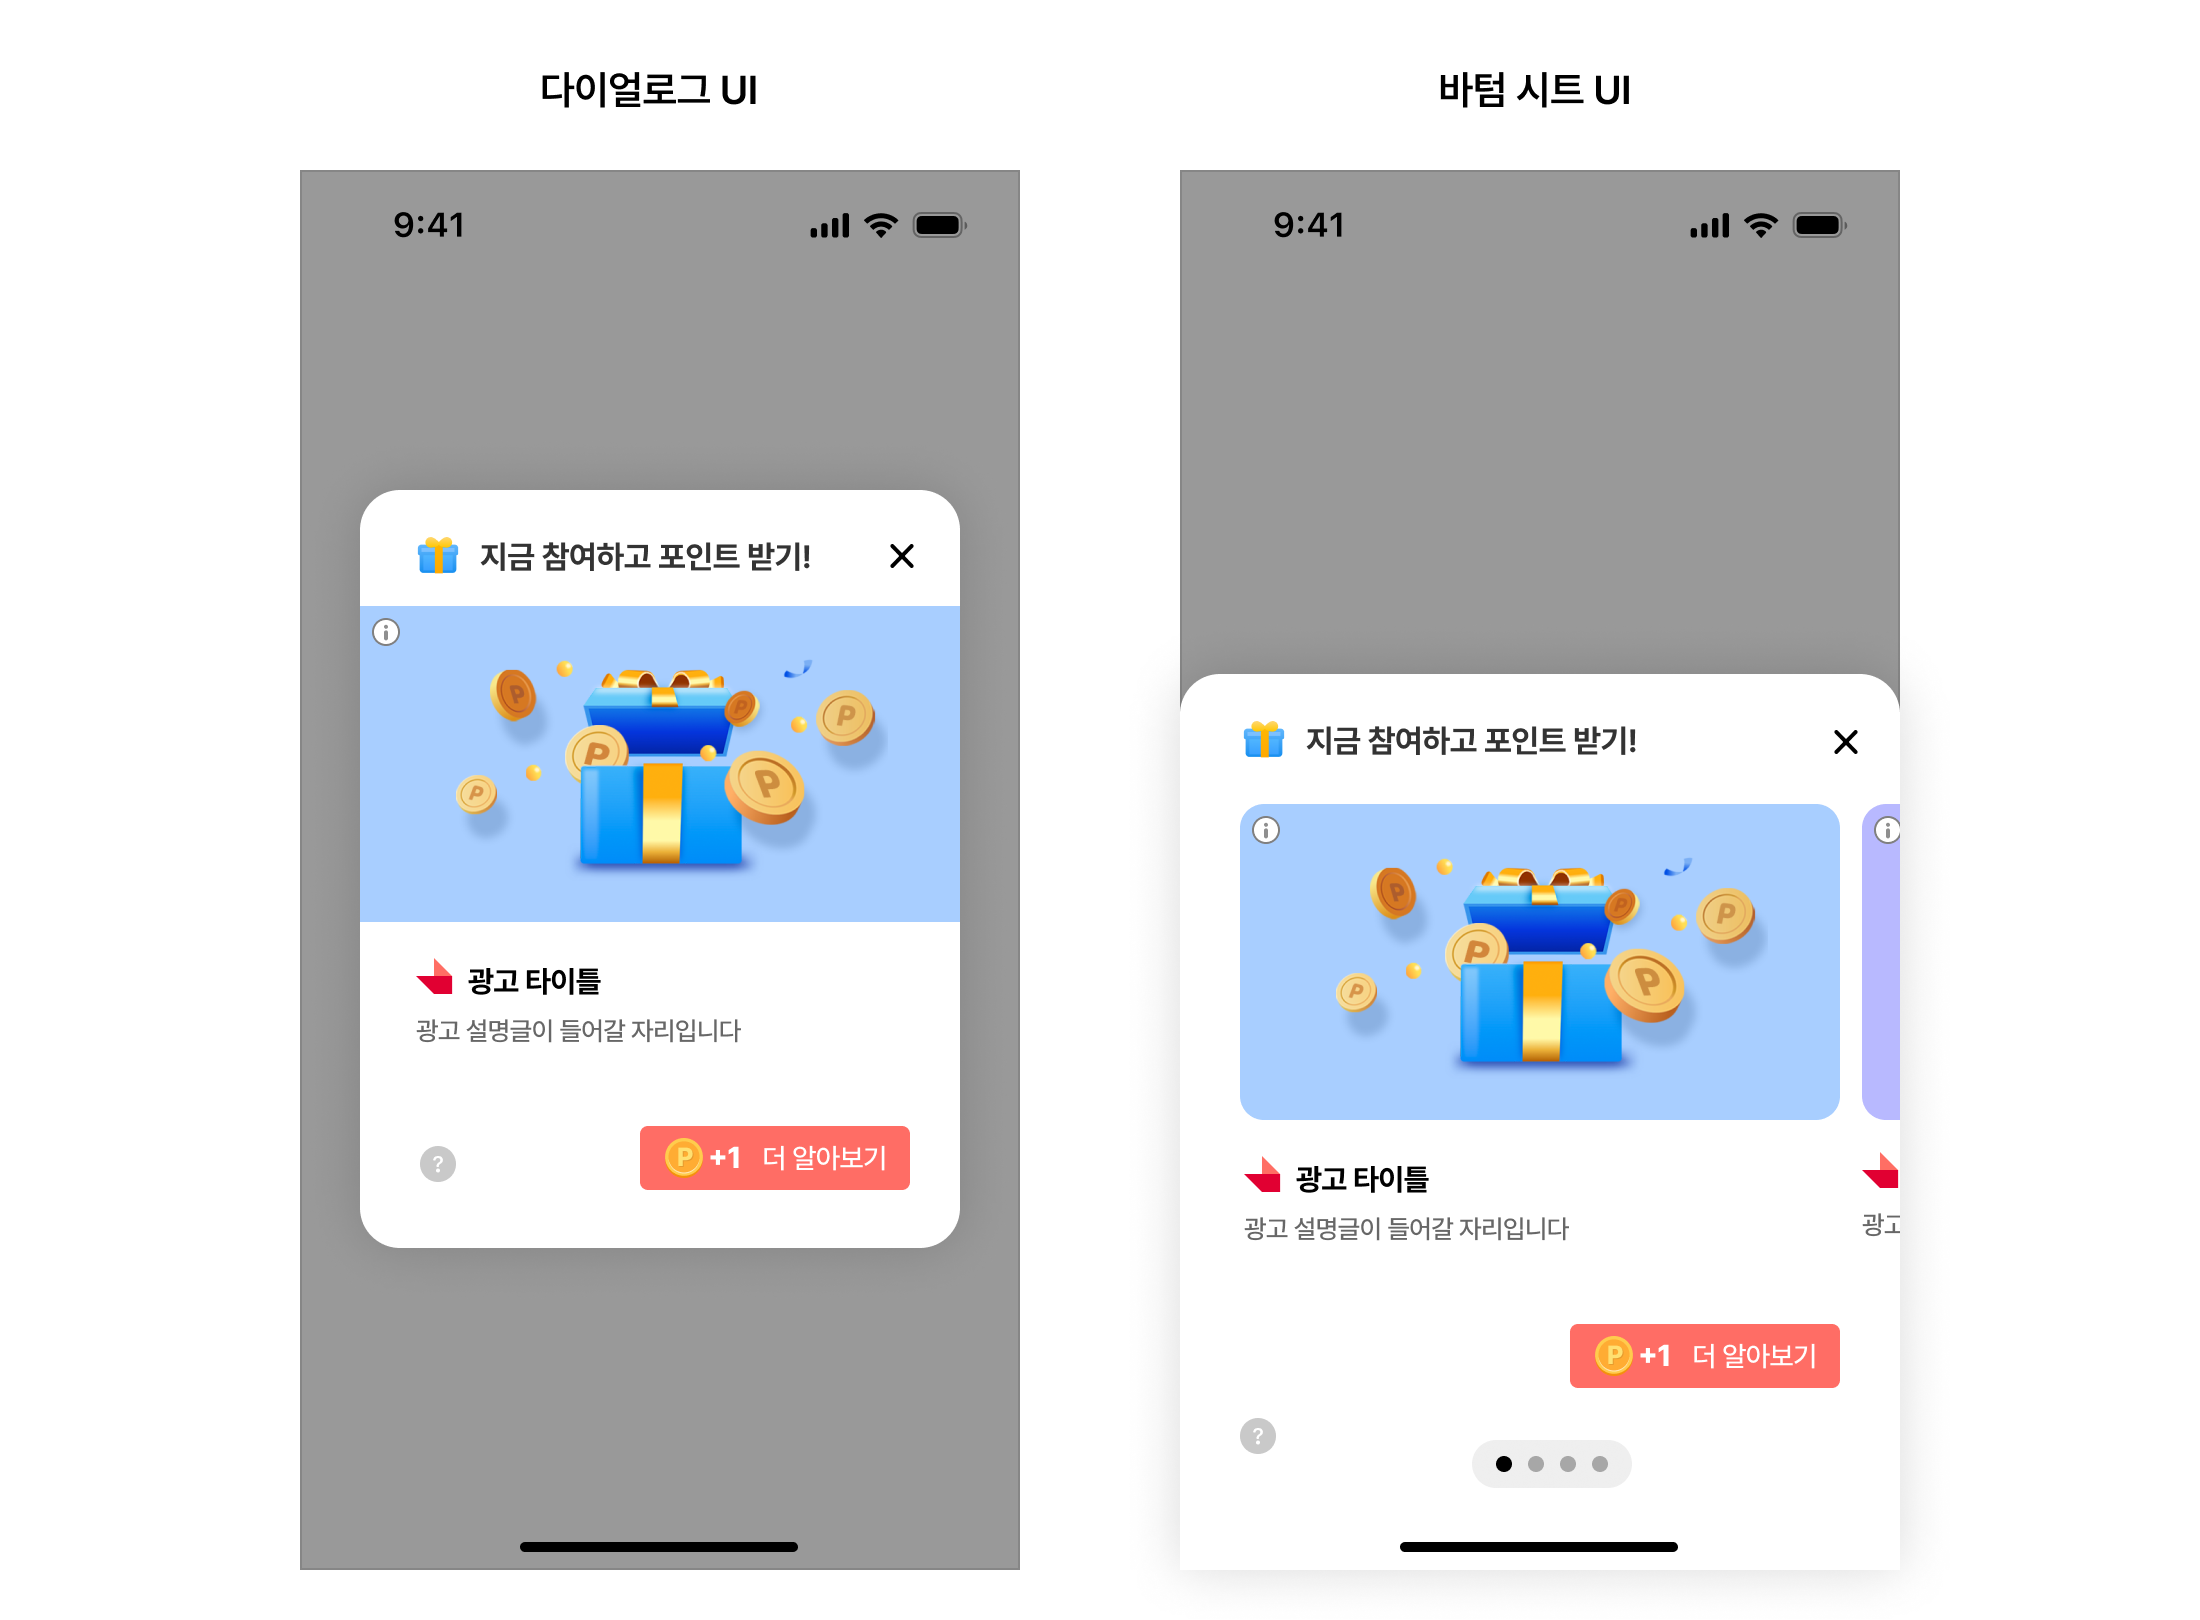 다이얼로그 UI
9:41
지금 참여하고 포인트 받기!
P
P
P
P
P
P
광고 타이틀
광고 설명글이 들어갈 자리입니다
?
P +1 더 알아보기
바텀 시트 UI
9:41
지금 참여하고 포인트 받기!
P
P
P
P
P
P
광고 타이틀
광고 설명글이 들어갈 자리입니다
광고
P +1 더 알아보기
?